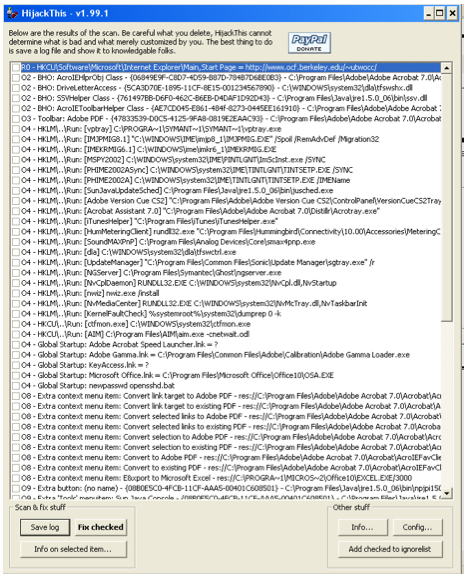 HijackThis - v1.99.1
Below are the results of the scan. Be careful what you delete, HijackThis cannot
determine what is bad and what merely customized by you. The best thing to do
is save a log file and show it to knowledgable folks.
PayPal
DONATE
R0 - HKCU\Software\Microsoft\Internet Explorer\Main,Start Page = http://www.ocf.berkeley.edu/~vutwocc/
O2 - BHO: AcroIEHlprObj Class - {06849E9F-C8D7-4D59-B87D-784B7D6BE0B3} - C:\Program Files\Adobe\Adobe Acrobat 7.0\Ac
O2 - BHO: DriveLetterAccess - {5CA3D70E-1895-11CF-8E15-001234567890} - C:\WINDOWS\system32\dla\tfswshx.dll
O2 - BHO: SSVHelper Class - {761497BB-D6F0-462C-B6EB-D4DAF1D92D43} - C:\Program Files\Java\jre1.5.0_06\bin\ssv.dll
O2 - BHO: AcroIEToolbarHelper Class - {AE7CD045-E861-484f-8273-0445EE161910} - C:\Program Files\Adobe\Adobe Acrobat
O3 - Toolbar: Adobe PDF - {47833539-D0C5-4125-9FA8-0819E2EAAC93} - C:\Program Files\Adobe\Adobe Acrobat 7.0\Acrobat
O4 - HKLM\..\Run: [vptray] C:\PROGRA~1\SYMANT~1\SYMANT~1\vptray.exe
O4 - HKLM\..\Run: [IMJPMIG8.1] "C:\WINDOWS\IME\imjp8_1\IMJPMIG.EXE" /Spoil /RemAdvDef /Migration32
O4 - HKLM\..\Run: [IMEKRMIG6.1] C:\WINDOWS\ime\imkr6_1\IMEKRMIG.EXE
O4 - HKLM\..\Run: [MSPY2002] C:\WINDOWS\system32\IME\PINTLGNT\ImScInst.exe /SYNC
O4 - HKLM\..\Run: [PHIME2002ASync] C:\WINDOWS\system32\IME\TINTLGNT\TINTSETP.EXE /SYNC
O4 - HKLM\..\Run: [PHIME2002A] C:\WINDOWS\system32\IME\TINTLGNT\TINTSETP.EXE /IMEName
O4 - HKLM\..\Run: [SunJavaUpdateSched] C:\Program Files\Java\jre1.5.0_06\bin\jusched.exe
O4 - HKLM\..\Run: [Adobe Version Cue CS2] "C:\Program Files\Adobe\Adobe Version Cue CS2\ControlPanel\VersionCueCS2Tray
O4 - HKLM\..\Run: [Acrobat Assistant 7.0] "C:\Program Files\Adobe\Adobe Acrobat 7.0\Distillr\Acrotray.exe"
O4 - HKLM\..\Run: [iTunesHelper] "C:\Program Files\iTunes\iTunesHelper.exe"
O4 - HKLM\..\Run: [HumMeteringClient] rundll32.exe "C:\Program Files\Hummingbird\Connectivity\10.00\Accessories\MeteringC
O4 - HKLM\..\Run: [SoundMAXPnP] C:\Program Files\Analog Devices\Core\smax4pnp.exe
O4 - HKLM\..\Run: [dla] C:\WINDOWS\system32\dla\tfswctrl.exe
O4 - HKLM\..\Run: [UpdateManager] "C:\Program Files\Common Files\Sonic\Update Manager\sgtray.exe" /r
O4 - HKLM\..\Run: [NGServer] C:\Program Files\Symantec\Ghost\ngserver.exe
O4 - HKLM\..\Run: [NvCplDaemon] RUNDLL32.EXE C:\WINDOWS\system32\NvCpl.dll,NvStartup
O4 - HKLM\..\Run: [nwiz] nwiz.exe /install
O4 - HKLM\..\Run: [NvMediaCenter] RUNDLL32.EXE C:\WINDOWS\system32\NvMcTray.dll,NvTaskbarInit
O4 - HKLM\..\Run: [KernelFaultCheck] %systemroot%\system32\dumprep 0 -k
O4 - HKCU\..\Run: [ctfmon.exe] C:\WINDOWS\system32\ctfmon.exe
O4 - HKCU\..\Run: [AIM] C:\Program Files\AIM\aim.exe -cnetwait.odl
O4 - Global Startup: Adobe Acrobat Speed Launcher.lnk = ?
O4 - Global Startup: Adobe Gamma.lnk = C:\Program Files\Common Files\Adobe\Calibration\Adobe Gamma Loader.exe
O4 - Global Startup: KeyAccess.lnk = ?
O4 - Global Startup: Microsoft Office.lnk = C:\Program Files\Microsoft Office\Office10\OSA.EXE
O4 - Global Startup: newpasswd opensshd.bat
O8 - Extra context menu item: Convert link target to Adobe PDF - res://C:\Program Files\Adobe\Adobe Acrobat 7.0\Acrobat\Ac
O8 - Extra context menu item: Convert link target to existing PDF - res://C:\Program Files\Adobe\Adobe Acrobat 7.0\Acrobat\
O8 - Extra context menu item: Convert selected links to Adobe PDF - res://C:\Program Files\Adobe\Adobe Acrobat 7.0\Acrobat\
O8 - Extra context menu item: Convert selected links to existing PDF - res://C:\Program Files\Adobe\Adobe Acrobat 7.0\Acrobat
O8 - Extra context menu item: Convert selection to Adobe PDF - res://C:\Program Files\Adobe\Adobe Acrobat 7.0\Acrobat\Acr
O8 - Extra context menu item: Convert selection to existing PDF - res://C:\Program Files\Adobe\Adobe Acrobat 7.0\Acrobat\Ac
O8 - Extra context menu item: Convert to Adobe PDF - res://C:\Program Files\Adobe\Adobe Acrobat 7.0\Acrobat\AcroIEFavCl
O8 - Extra context menu item: Convert to existing PDF - res://C:\Program Files\Adobe\Adobe Acrobat 7.0\Acrobat\AcroIEFavC
O8 - Extra context menu item: E&xport to Microsoft Excel - res://C:\PROGRA~1\MICROS~2\Office10\EXCEL.EXE/3000
O9 - Extra button: (no name) - {08B0E5C0-4FCB-11CF-AAA5-00401C608501} - C:\Program Files\Java\jre1.5.0_06\bin\npjpi150
O9 - Extra 'Tools' menuitem: Sun Java Console - {08B0E5C0-4FCB-11CF-AAA5-00401C608501} - C:\Program Files\Java\jre1.5
Scan & fix stuff
Other stuff
Save log
Fix checked
Info...
Config...
Info on selected item...
Add checked to ignorelist